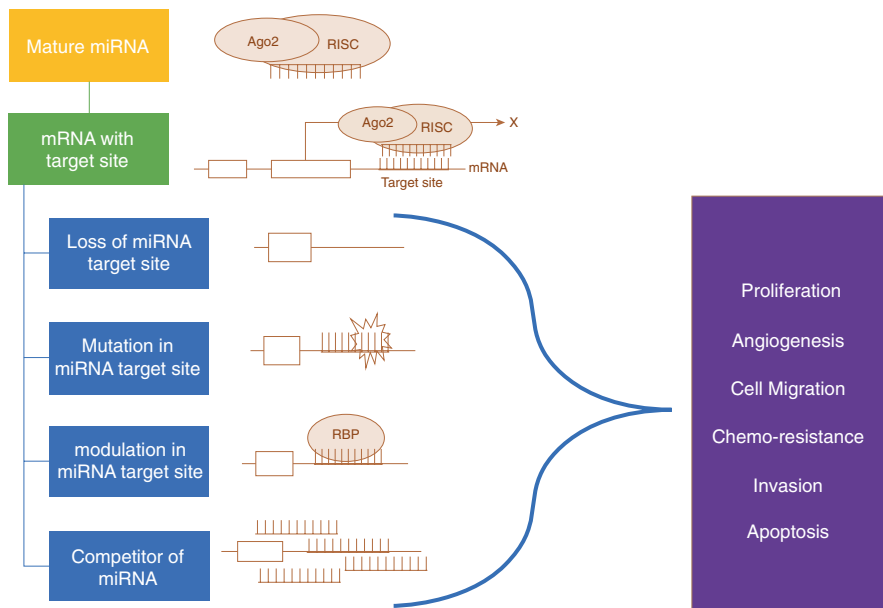 Mature miRNA
Ago2
RISC
mRNA with
target site
Ago2
RISC
X
mRNA
Target site
Loss of miRNA
target site
Mutation in
miRNA target site
modulation in
miRNA target site
RBP
Competitor of
miRNA
Proliferation
Angiogenesis
Cell Migration
Chemo-resistance
Invasion
Apoptosis